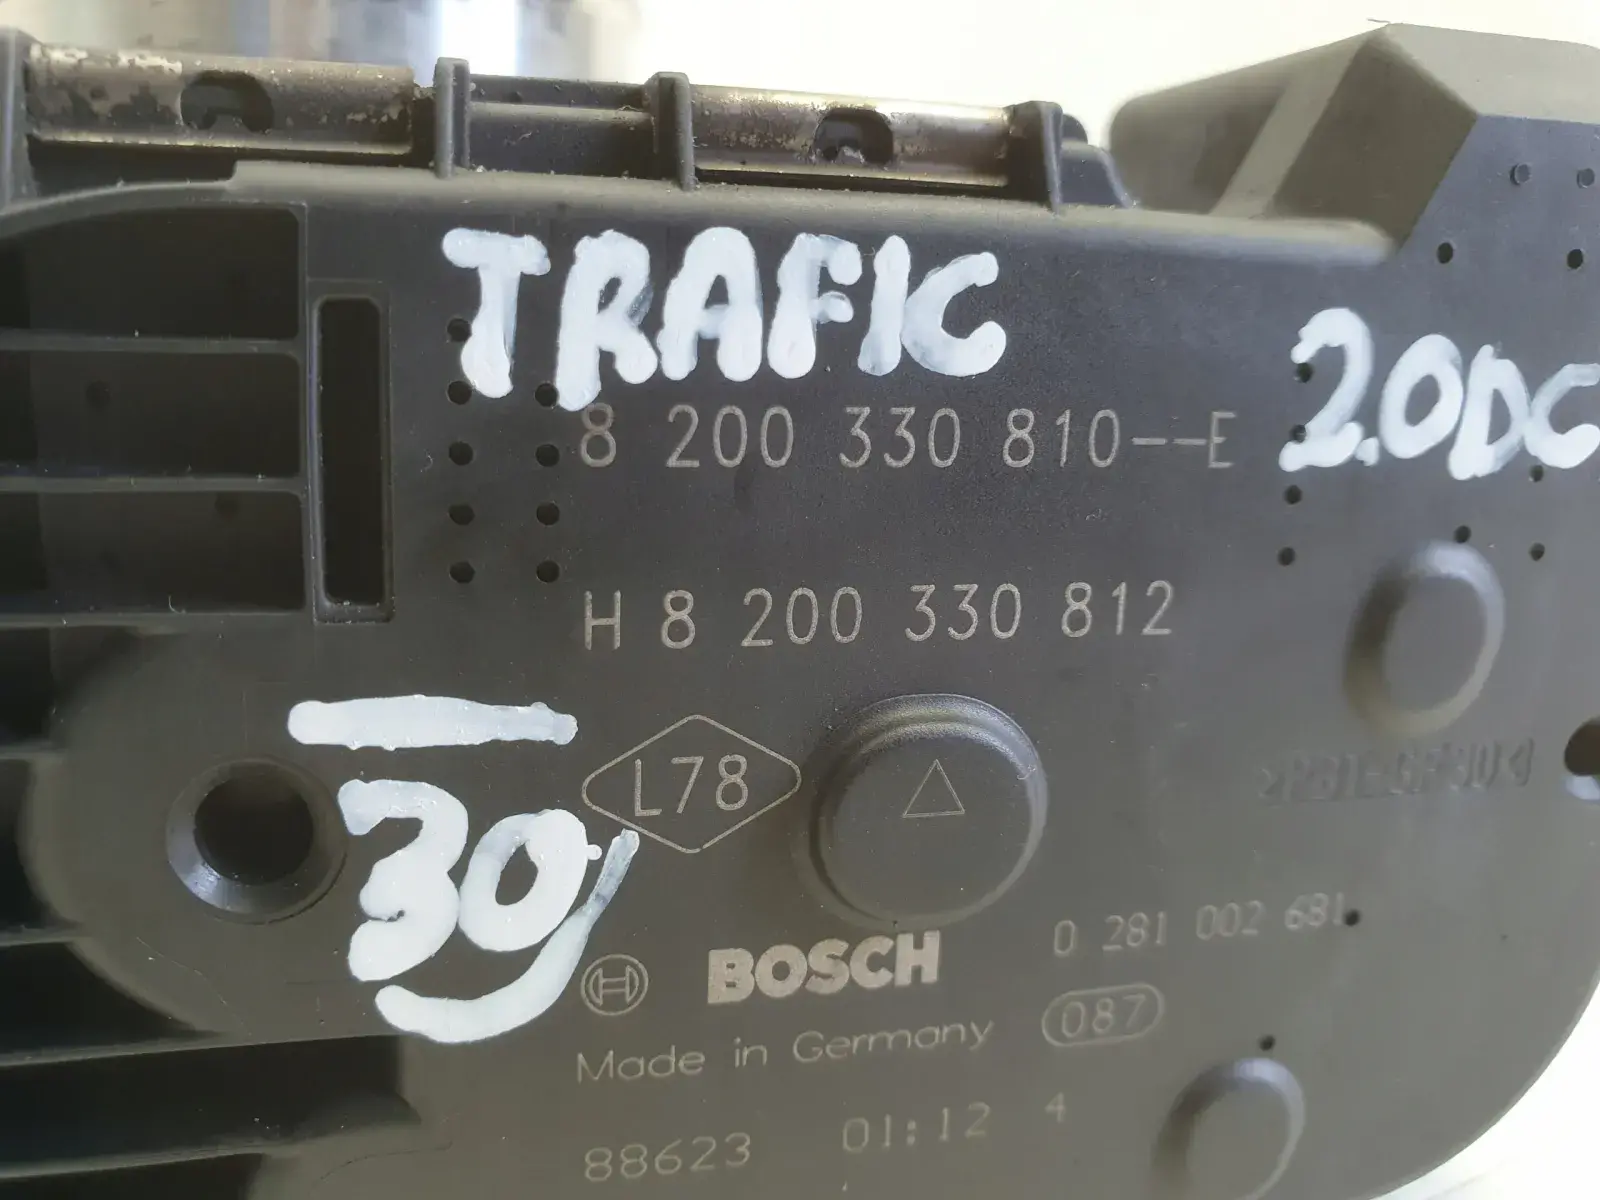 TRAFIC
2.0DC
8 200 330 810--E
H 8 200 330 812
L78
30J
BOSCH
0 281 002 681
Made in Germany
087
88623 01:12 4